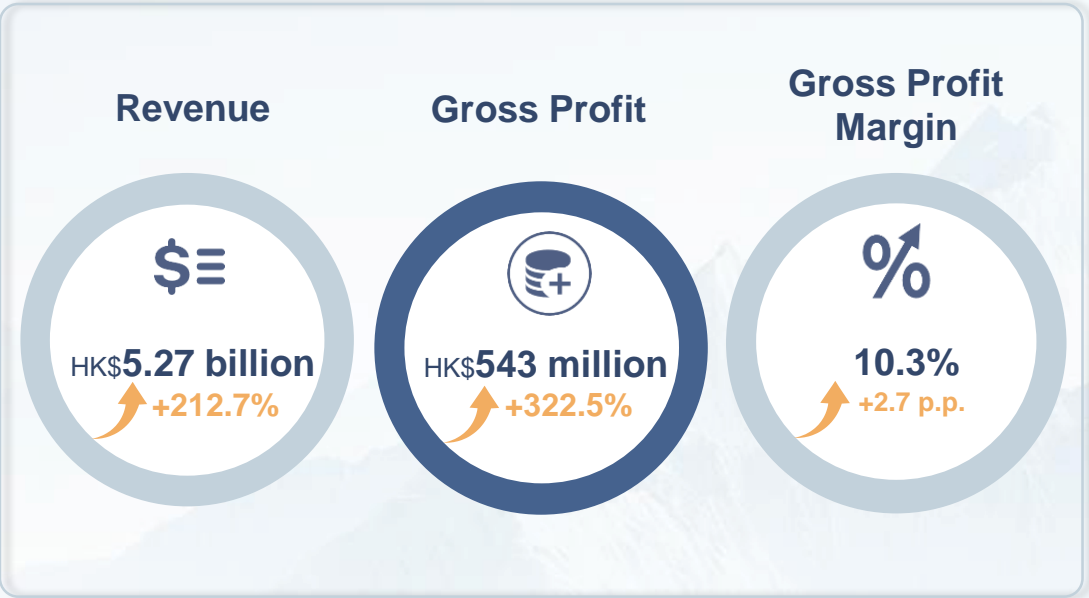 Revenue
HK$5.27 billion
+212.7%
Gross Profit
HK$543 million
+322.5%
Gross Profit
Margin
10.3%
+2.7 p.p.